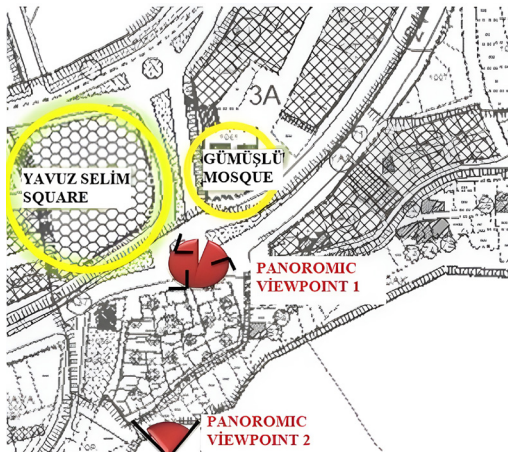 3A
GÜMÜŞLÜ
MOSQUE
YAVUZ SELİM
SQUARE
PANOROMIC
VİEWPOINT 1
PANOROMIC
VİEWPOINT 2